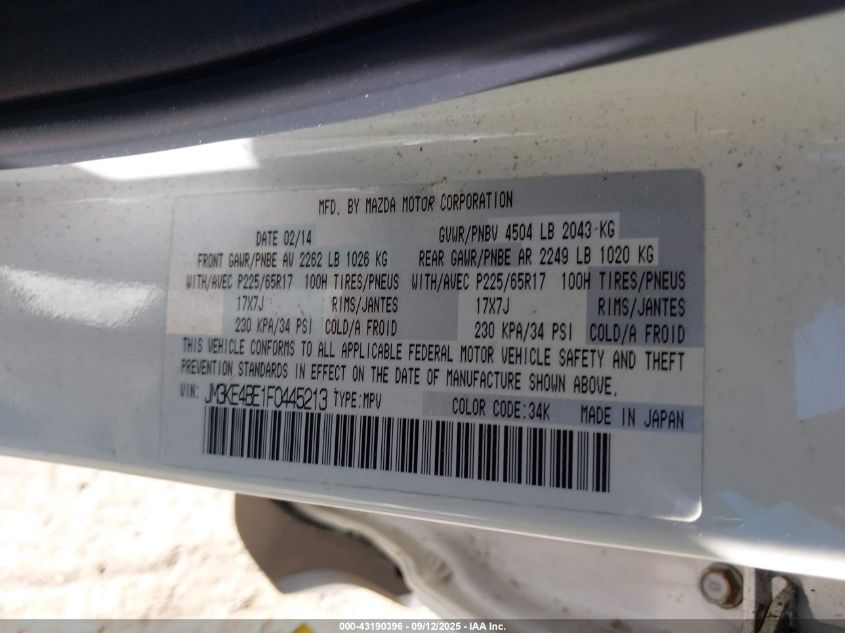 MFD. BY MAZDA MOTOR CORPORATION
DATE 02/14 GVWR/PNBV 4504 LB 2043 KG
FRONT GAWR/PNBE AV 2262 LB 1026 KG REAR GAWR/PNBE AR 2249 LB 1020 KG
WITH/AVEC P225/65R17 100H TIRES/PNEUS WITH/AVEC P225/65R17 100H TIRES/PNEUS
17X7J RIMS/JANTES 17X7J RIMS/JANTES
230 KPA/34 PSI COLD/A FROID 230 KPA/34 PSI COLD/A FROID
THIS VEHICLE CONFORMS TO ALL APPLICABLE FEDERAL MOTOR VEHICLE SAFETY AND THEFT
PREVENTION STANDARDS IN EFFECT ON THE DATE OF MANUFACTURE SHOWN ABOVE.
VIN: JM3KE4BE1F0445213 TYPE:MPV COLOR CODE:34K MADE IN JAPAN
000-43190396 - 09/12/2025 - IAA Inc.